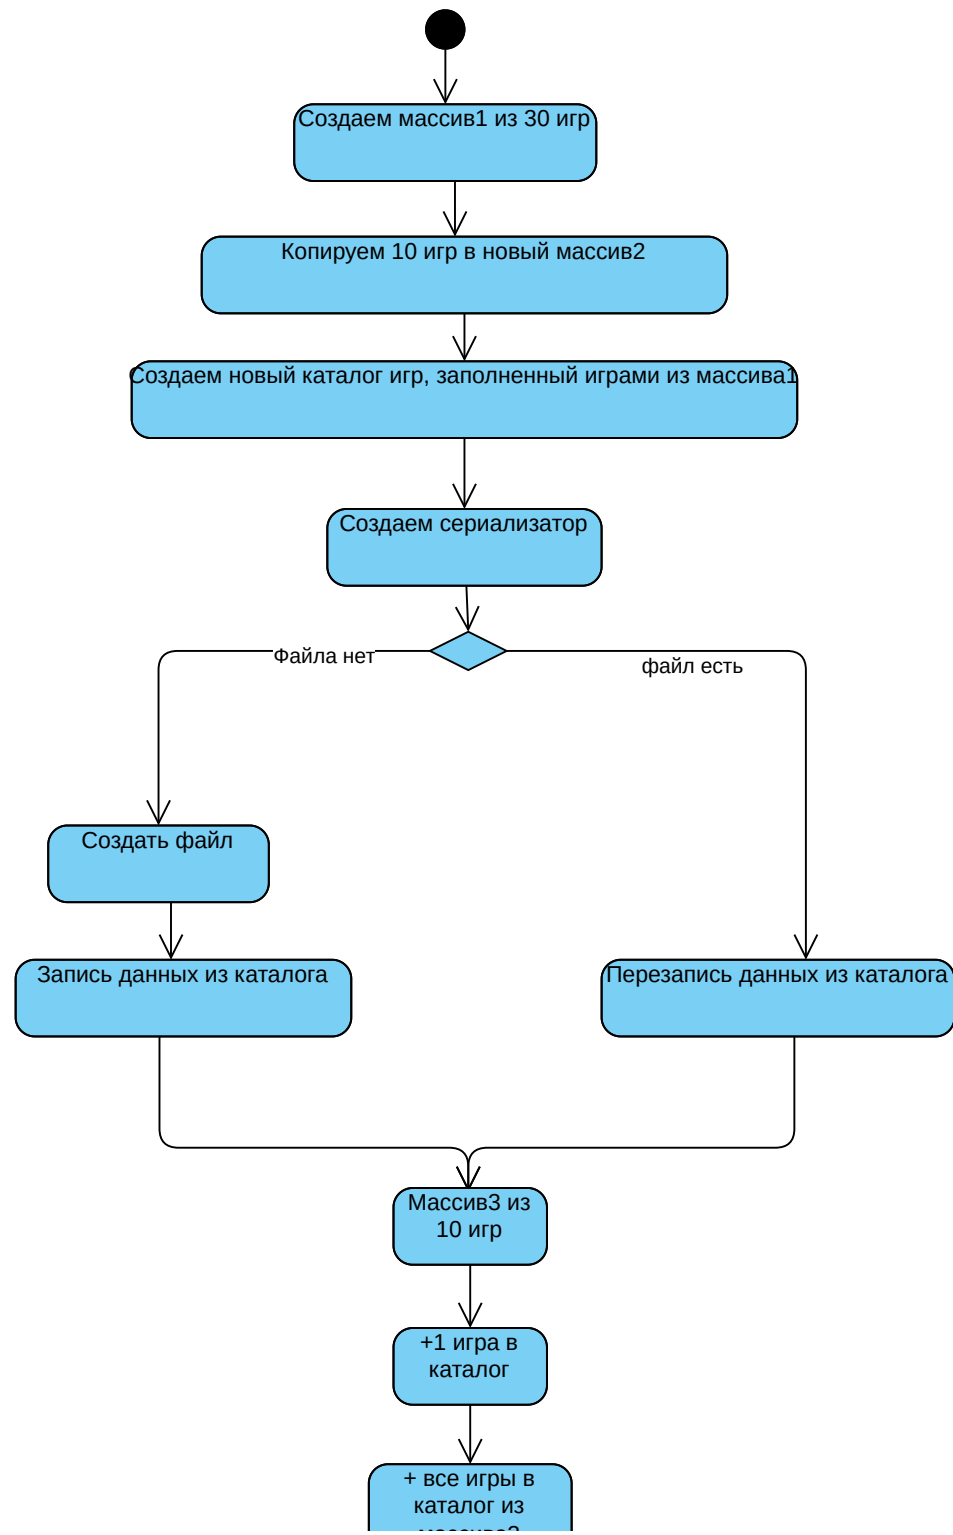 Создаем массив1 из 30 игр
Копируем 10 игр в новый массив2
Создаем новый каталог игр, заполненный играми из массива1
Создаем сериализатор
Файла нет
файл есть
Создать файл
Запись данных из каталога
Перезапись данных из каталога
Массив3 из
10 игр
+1 игра в
каталог
+ все игры в
каталог из